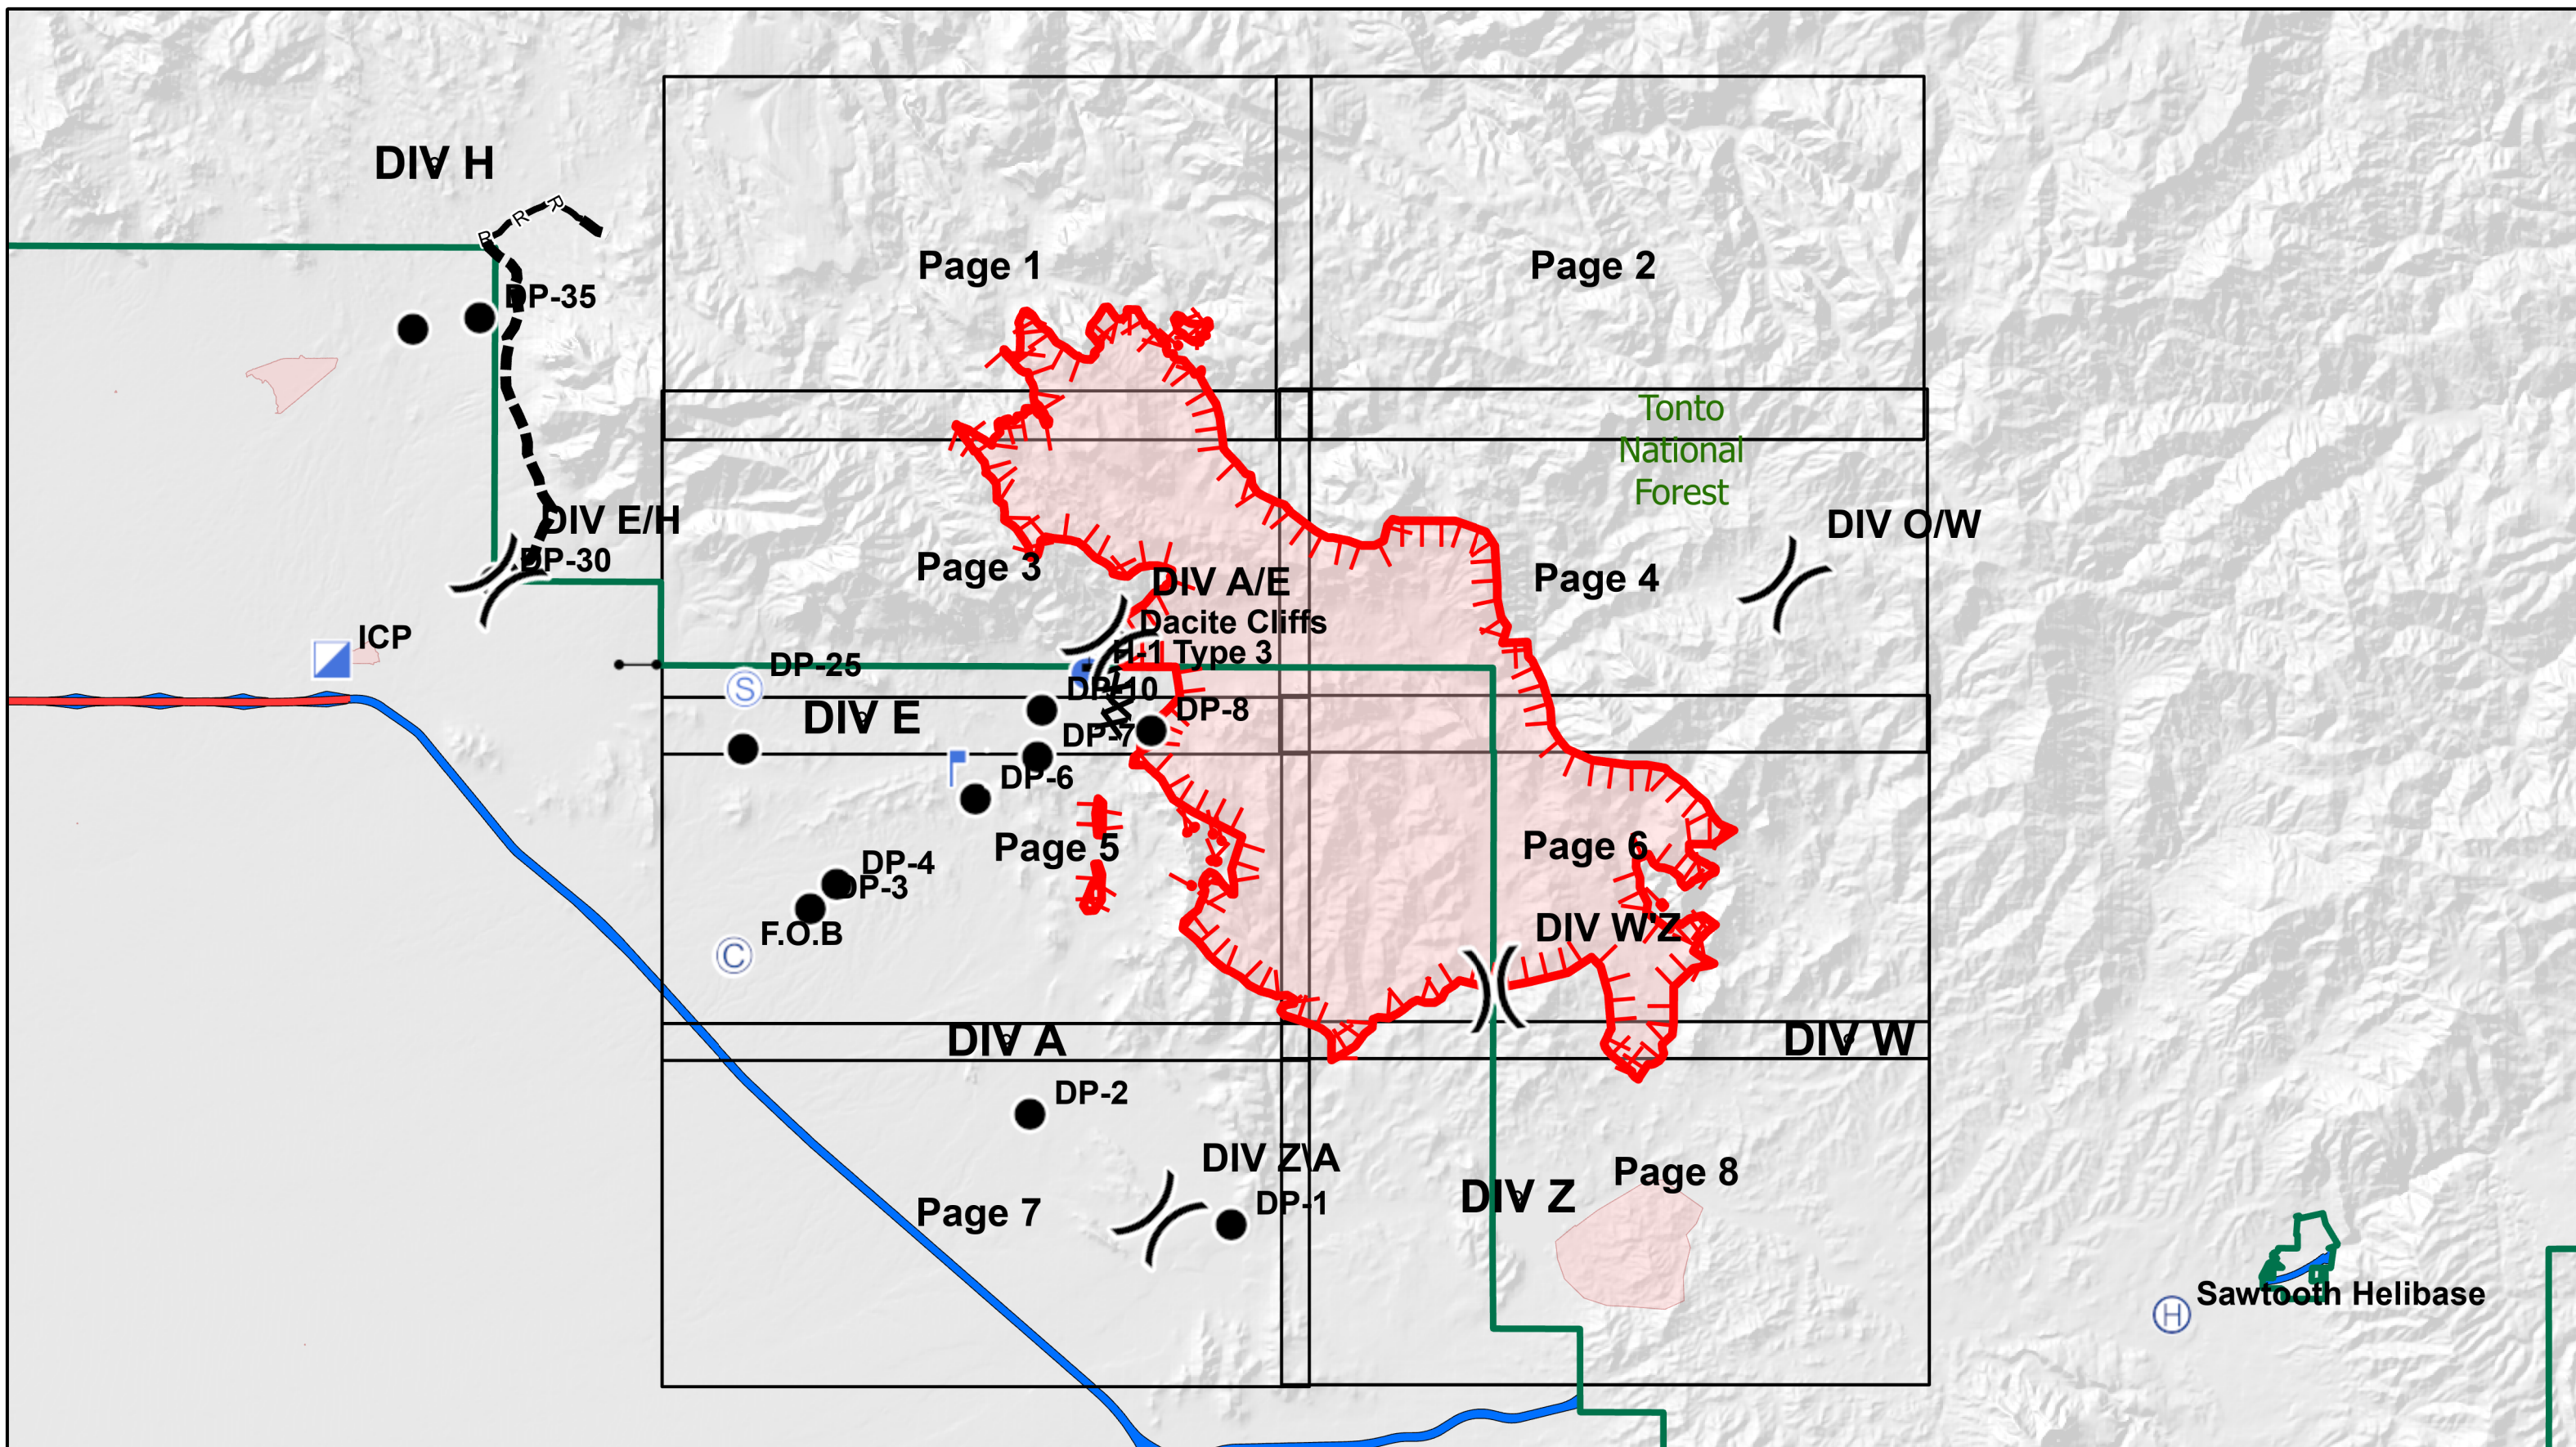 DIV H
R
R
R
Page 1
Page 2
DP-35
Tonto
National
Forest
DIV E/H
DIV O/W
DP-30
Page 3
DIV A/E
Page 4
Dacite Cliffs
ICP
H-1 Type 3
DP-25
S
DP-10
DP-8
DIV E
DP-7
DP-6
Page 5
Page 6
DP-4
DP-3
F.O.B
DIV W'Z
C
DIV A
DIV W
DP-2
DIV Z\A
Page 8
DIV Z
DP-1
Page 7
Sawtooth Helibase
H